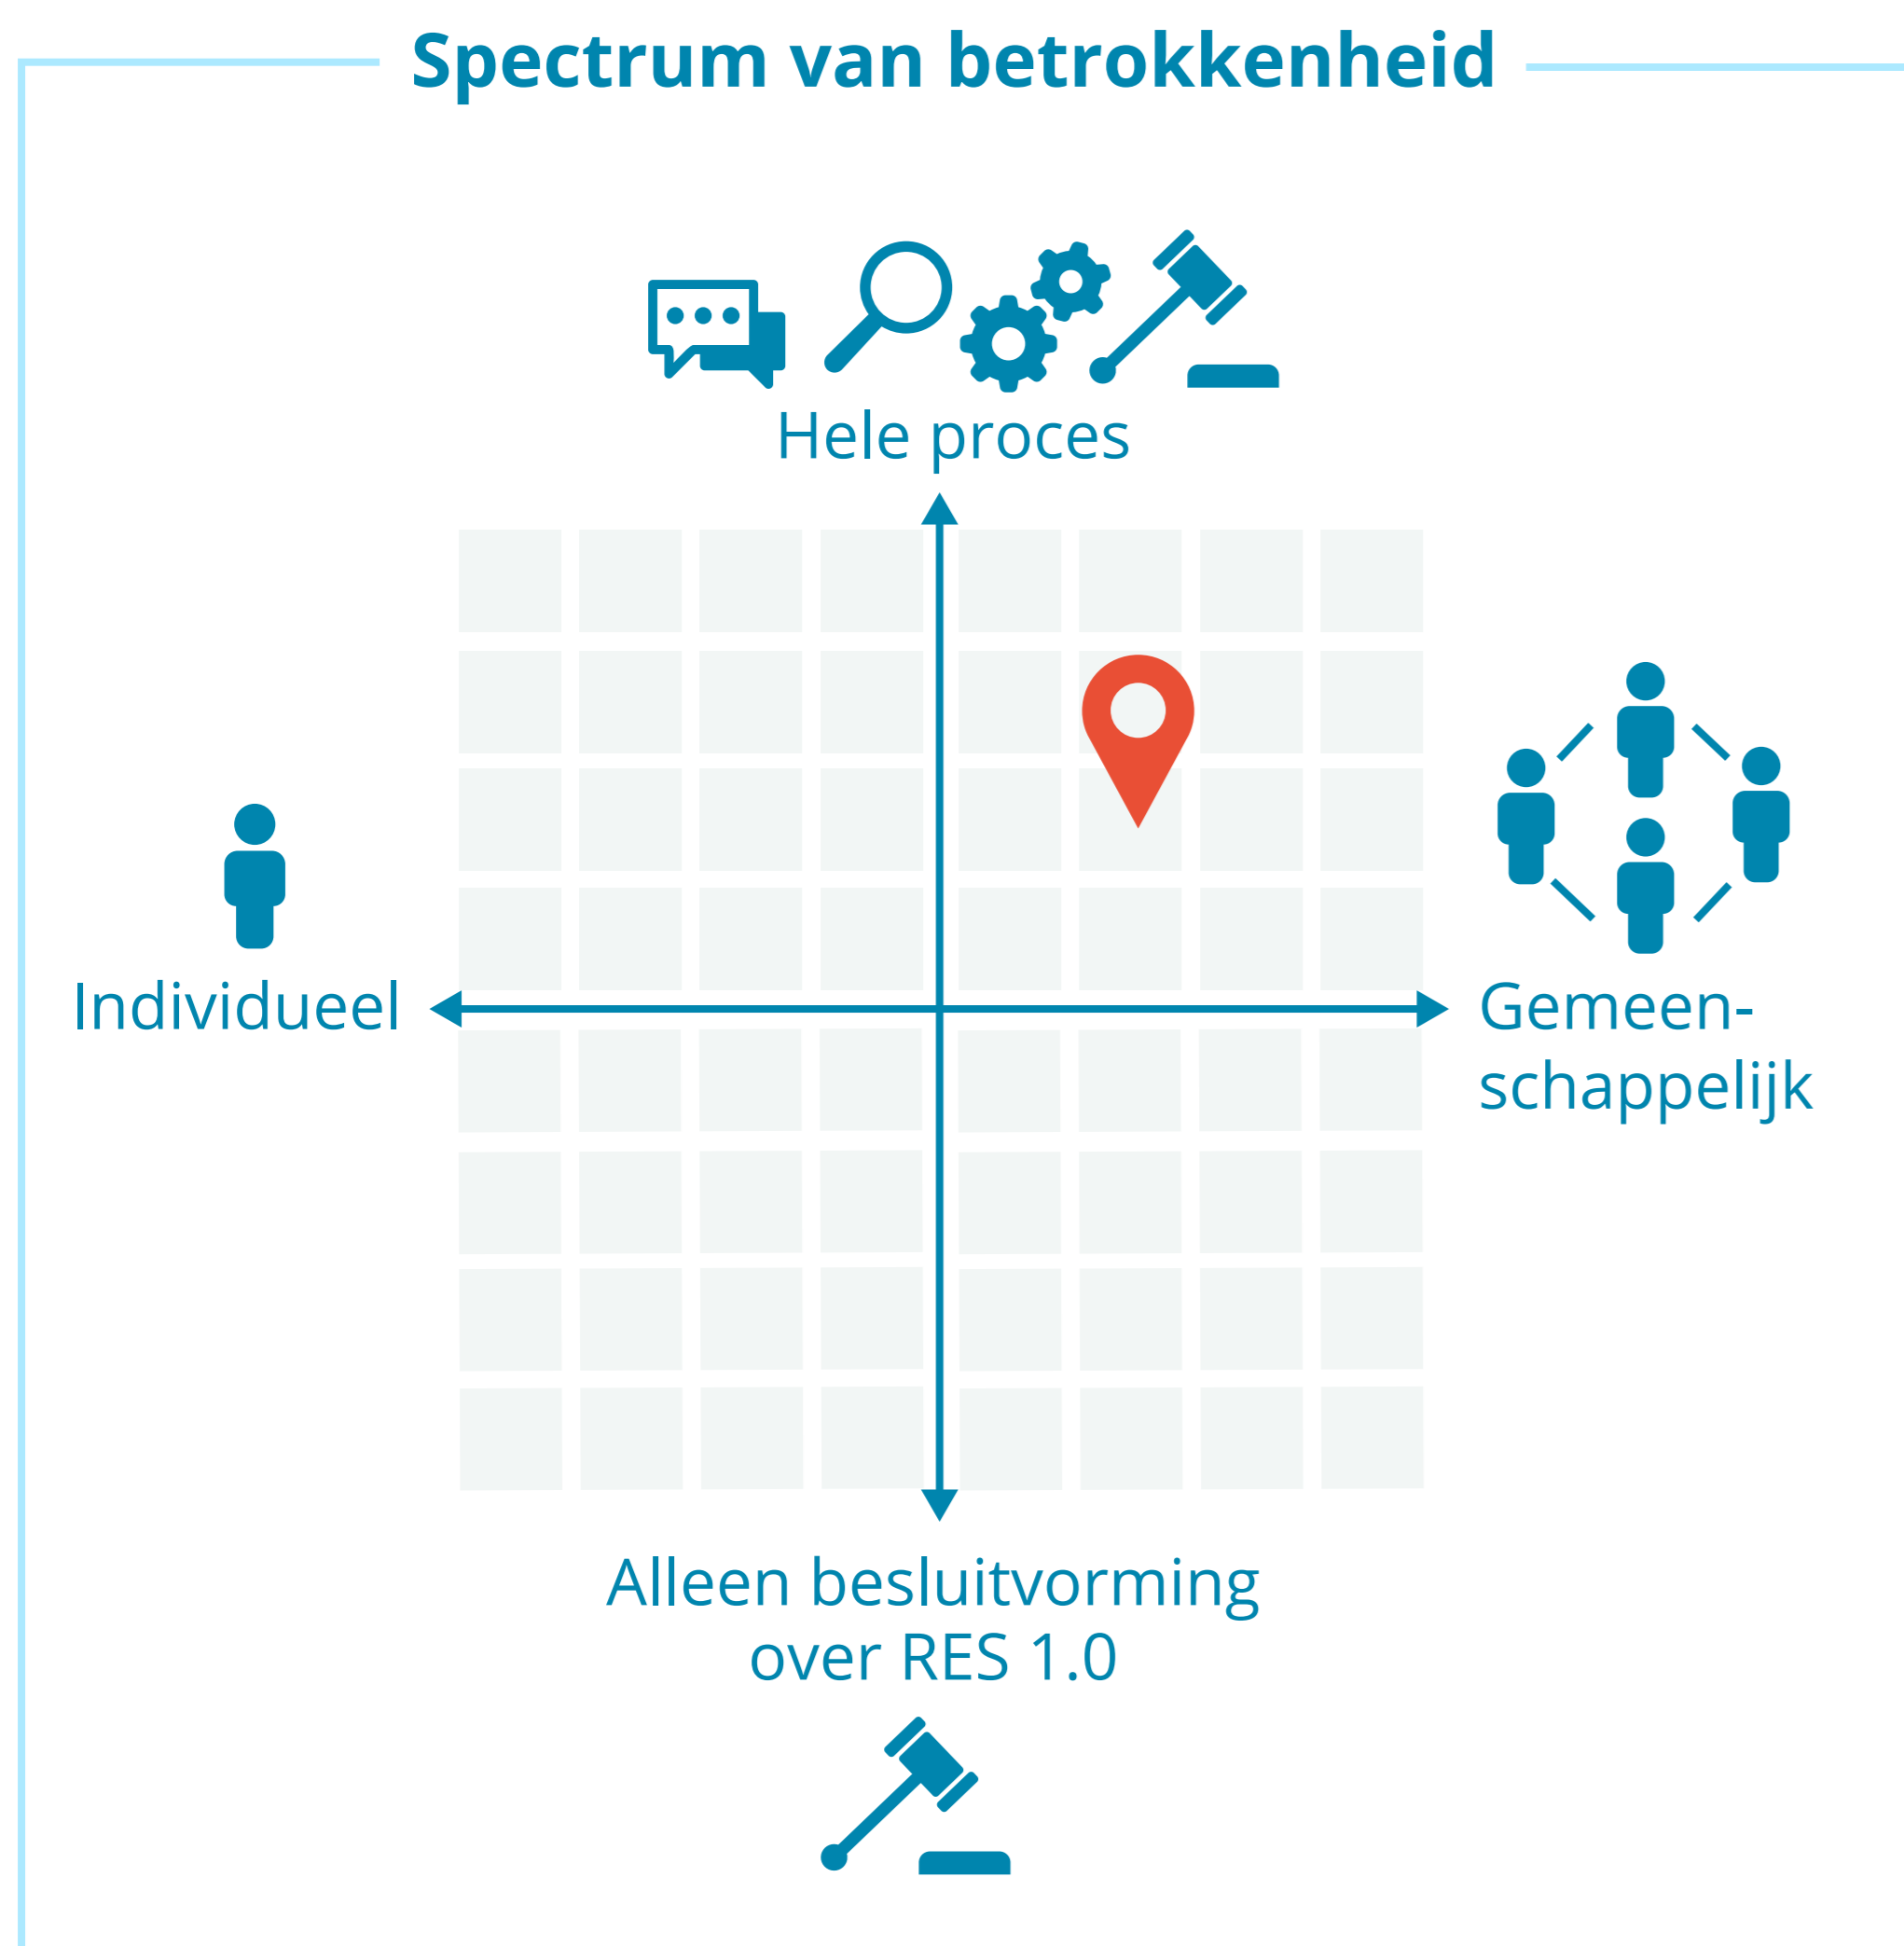 Spectrum van betrokkenheid
Hele proces
Individueel
Gemeen-
schappelijk
Alleen besluitvorming
over RES 1.0